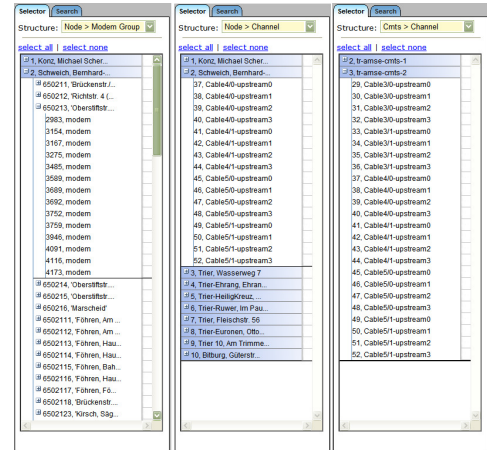 Selector Search
Structure: Node > Modem Group
select all | select none
1, Konz, Michael Scher...
2, Schweich, Bernhard-...
650211, 'Brückenstr./...
650212, 'Richtstr. 4 (...
650213, 'Oberstiftstr....
2983, modem
3154, modem
3167, modem
3275, modem
3485, modem
3589, modem
3689, modem
3692, modem
3752, modem
3759, modem
3946, modem
4091, modem
4116, modem
4173, modem
650214, 'Oberstiftstr....
650215, 'Oberstiftstr....
650216, 'Marscheid'
6502111, 'Föhren, Am ...
6502112, 'Föhren, Am ...
6502113, 'Föhren, Hau...
6502114, 'Föhren, Hau...
6502115, 'Föhren, Bah...
6502116, 'Föhren, Hau...
6502117, 'Föhren, Fö...
6502118, 'Brückenstr....
6502123, 'Kirsch, Säg...
Selector Search
Structure: Node > Channel
select all | select none
1, Konz, Michael Scher...
2, Schweich, Bernhard-...
37, Cable4/0-upstream0
38, Cable4/0-upstream1
39, Cable4/0-upstream2
40, Cable4/0-upstream3
41, Cable4/1-upstream0
42, Cable4/1-upstream1
43, Cable4/1-upstream2
44, Cable4/1-upstream3
45, Cable5/0-upstream0
46, Cable5/0-upstream1
47, Cable5/0-upstream2
48, Cable5/0-upstream3
49, Cable5/1-upstream0
50, Cable5/1-upstream1
51, Cable5/1-upstream2
52, Cable5/1-upstream3
3, Trier, Wasserweg 7
4, Trier-Ehrang, Ehran...
5, Trier-HeiligKreuz, ...
6, Trier-Ruwer, Im Pau...
7, Trier, Fleischstr. 56
8, Trier-Euronen, Otto...
9, Trier 10, Am Trimme...
10, Bitburg, Güterstr...
Selector Search
Structure: Cmts > Channel
select all | select none
2, tr-amse-cmts-1
3, tr-amse-cmts-2
29, Cable3/0-upstream0
30, Cable3/0-upstream1
31, Cable3/0-upstream2
32, Cable3/0-upstream3
33, Cable3/1-upstream0
34, Cable3/1-upstream1
35, Cable3/1-upstream2
36, Cable3/1-upstream3
37, Cable4/0-upstream0
38, Cable4/0-upstream1
39, Cable4/0-upstream2
40, Cable4/0-upstream3
41, Cable4/1-upstream0
42, Cable4/1-upstream1
43, Cable4/1-upstream2
44, Cable4/1-upstream3
45, Cable5/0-upstream0
46, Cable5/0-upstream1
47, Cable5/0-upstream2
48, Cable5/0-upstream3
49, Cable5/1-upstream0
50, Cable5/1-upstream1
51, Cable5/1-upstream2
52, Cable5/1-upstream3